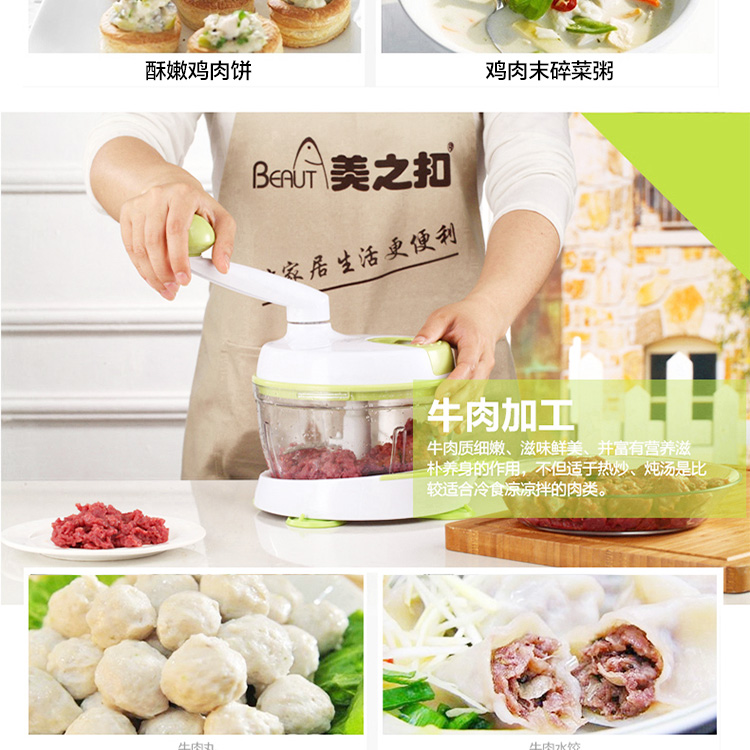 酥嫩鸡肉饼
鸡肉末碎菜粥
BEAUT 美之扣®
家居生活更便利
牛肉加工
牛肉质细嫩、滋味鲜美、并富有营养滋
朴养身的作用，不但适于热炒、炖汤是比
较适合冷食凉凉拌的肉类。
牛肉丸
牛肉水饺